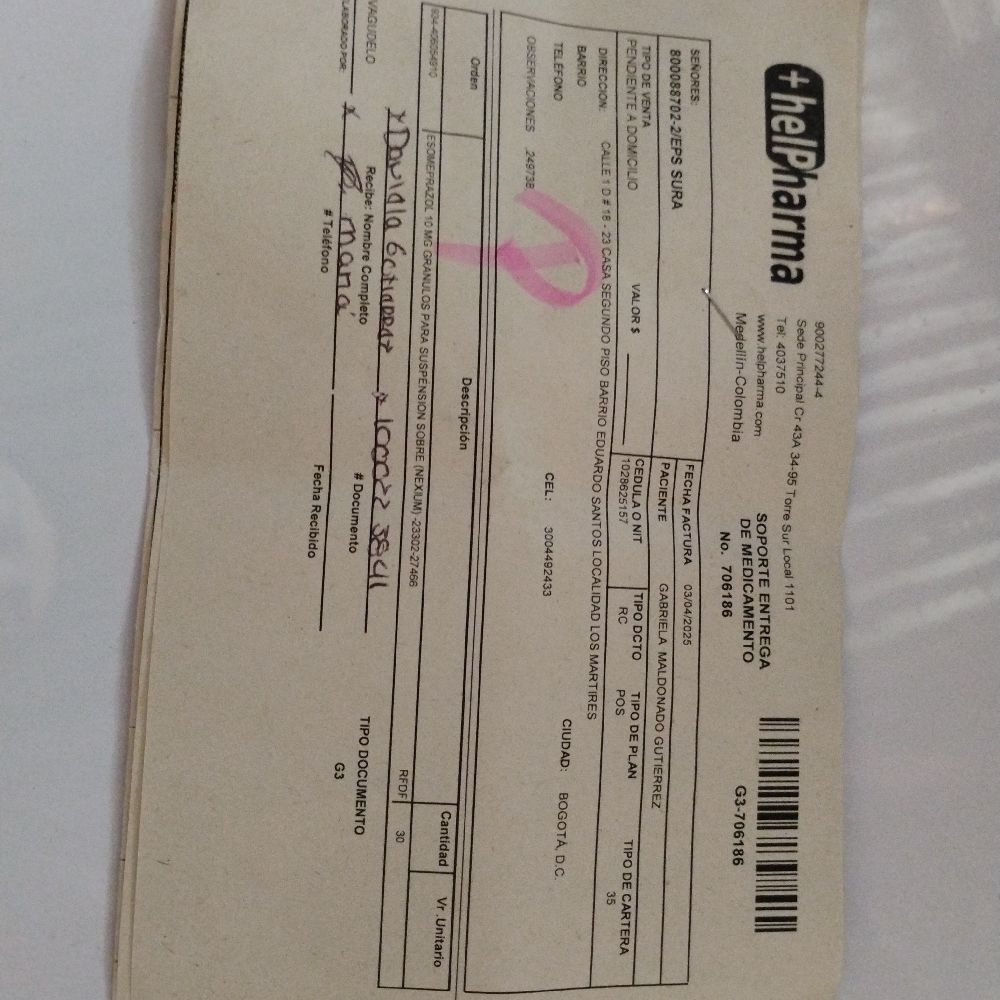 +helPharma
900277244-4
Sede Principal Cr 43A 34-95 Torre Sur Local 1101
Tel: 4037510
www.helpharma.com
Medellin-Colombia
SOPORTE ENTREGA
DE MEDICAMENTO
No. 706186
G3-706186
SEÑORES:
800088702-2/EPS SURA
FECHA FACTURA 03/04/2025
PACIENTE GABRIELA MALDONADO GUTIERREZ
TIPO DE VENTA
PENDIENTE A DOMICILIO
VALOR $
CEDULA O NIT
1028625157
TIPO DCTO
RC
TIPO DE PLAN
POS
TIPO DE CARTERA
35
DIRECCION: CALLE 1 D # 18 - 23 CASA SEGUNDO PISO BARRIO EDUARDO SANTOS LOCALIDAD LOS MARTIRES
BARRIO
TELÉFONO
CEL: 3004492433
CIUDAD: BOGOTA, D.C.
OBSERVACIONES .249738
Orden
Descripción
Cantidad
Vr .Unitario
ESOMEPRAZOL 10 MG GRANULOS PARA SUSPENSION SOBRE (NEXIUM) -23302-27466
RFDF
30
VAGUDELO
ELABORADO POR:
Recibe: Nombre Completo
# Documento
TIPO DOCUMENTO
G3
x mamá
# Teléfono
Fecha Recibido